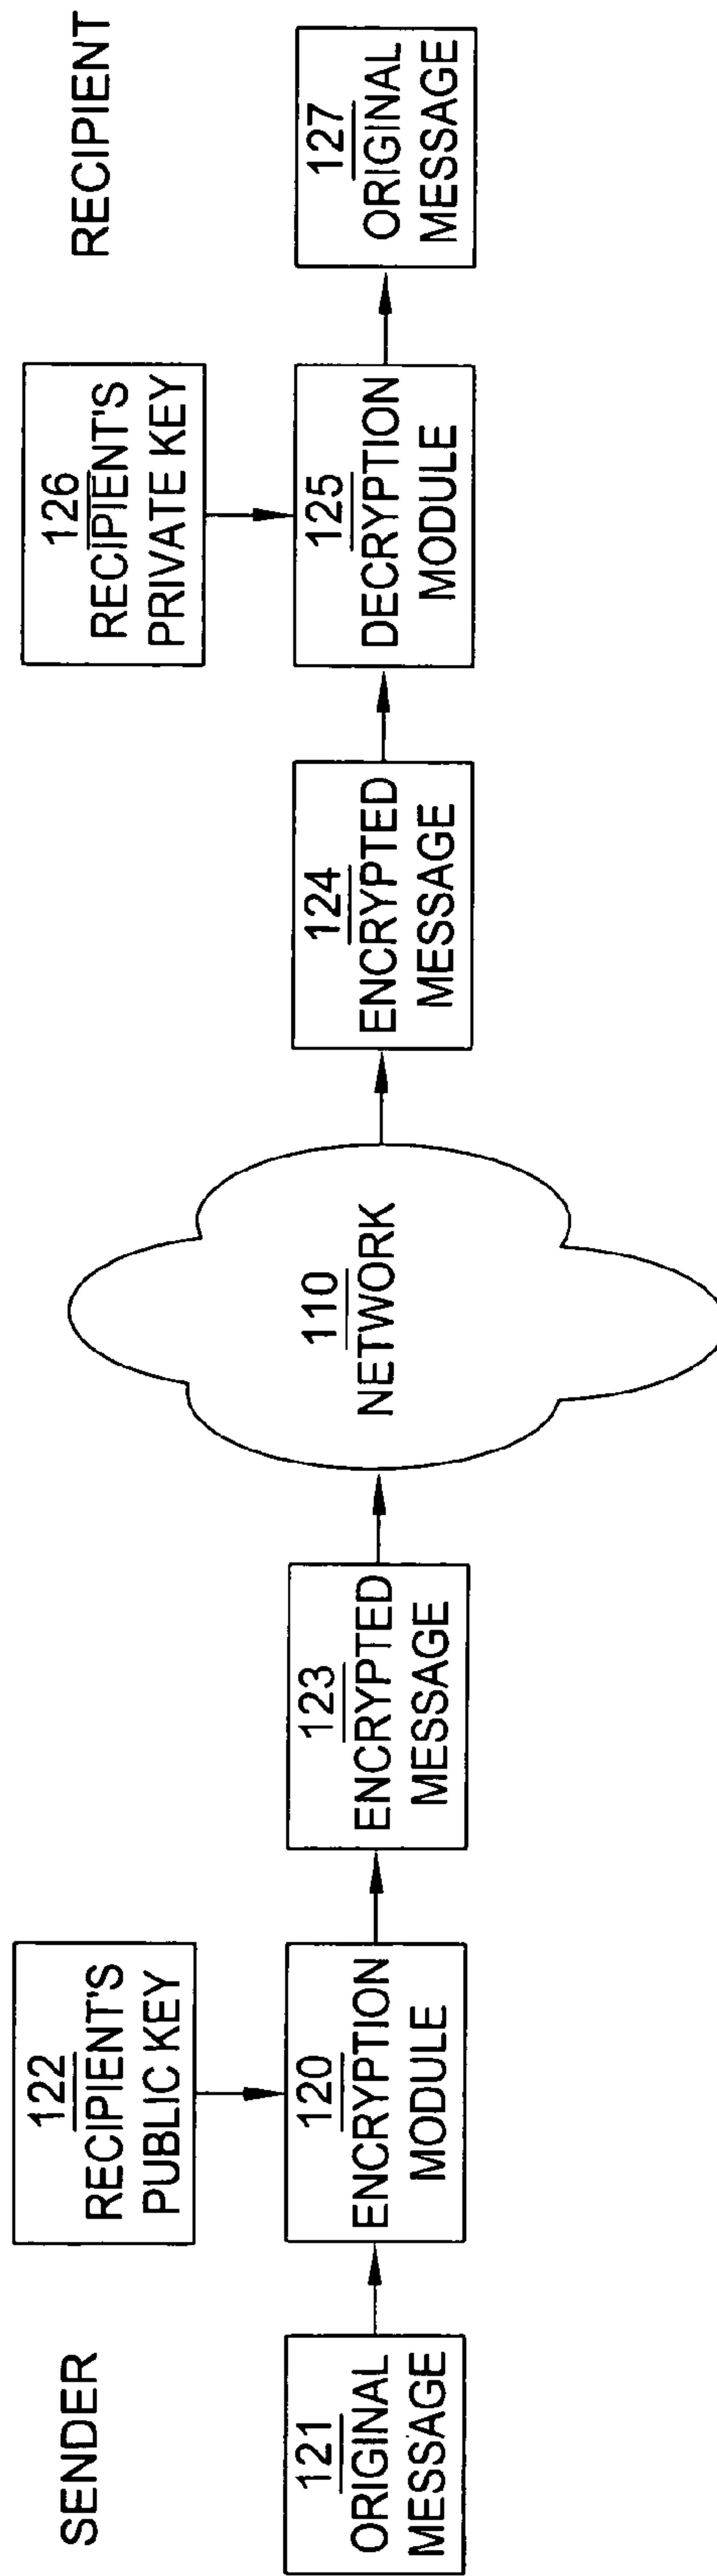 SENDER
RECIPIENT
122
RECIPIENT'S
PUBLIC KEY
126
RECIPIENT'S
PRIVATE KEY
121
ORIGINAL
MESSAGE
120
ENCRYPTION
MODULE
123
ENCRYPTED
MESSAGE
110
NETWORK
124
ENCRYPTED
MESSAGE
125
DECRYPTION
MODULE
127
ORIGINAL
MESSAGE